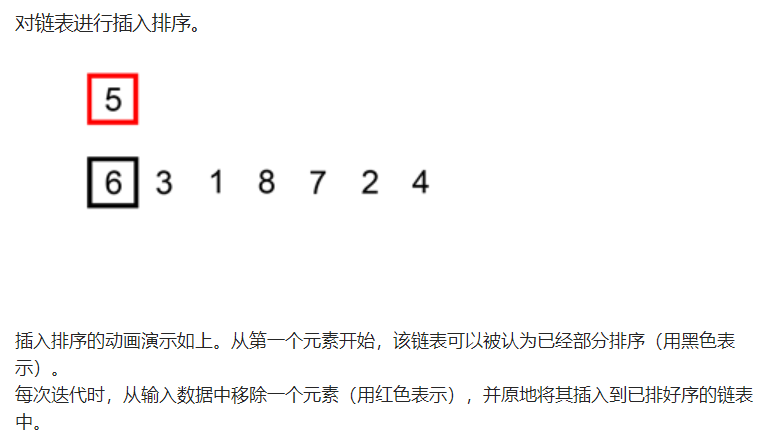 对链表进行插入排序。
5
6 3 1 8 7 2 4
插入排序的动画演示如上。从第一个元素开始，该链表可以被认为已经部分排序（用黑色表
示）。
每次迭代时，从输入数据中移除一个元素（用红色表示），并原地将其插入到已排好序的链表
中。